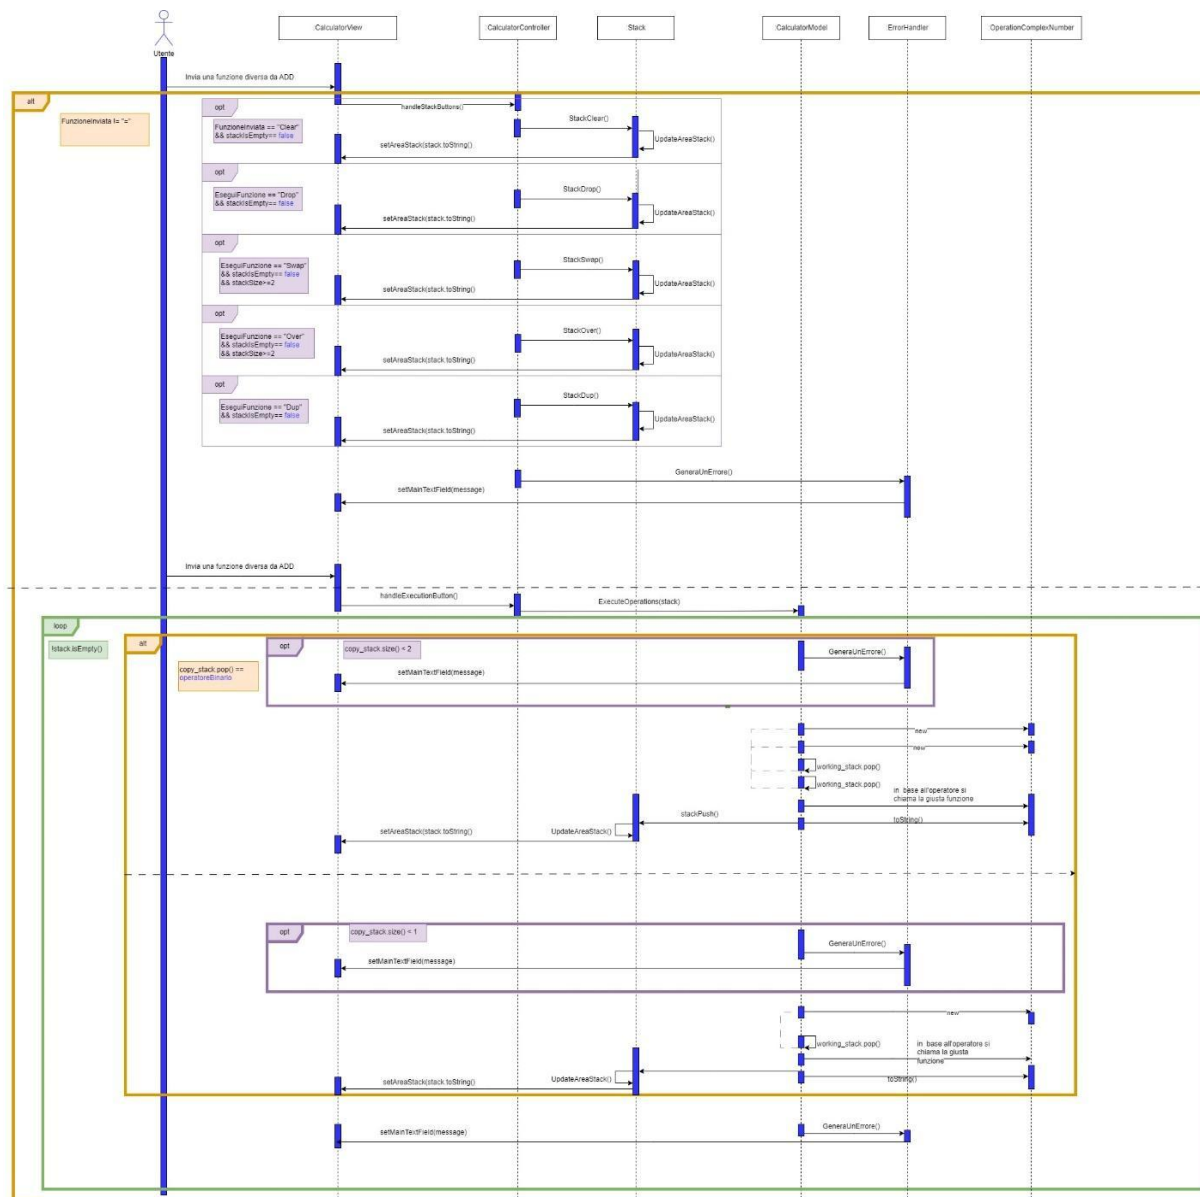 Utente
CalculatorView
CalculatorController
Stack
CalculatorModel
ErrorHandler
OperationComplexNumber
Invia una funzione diversa da ADD
alt
FunzioneInviata != "="
opt
handleStackButtons()
FunzioneInviata == "Clear"
&& stackIsEmpty== false
StackClear()
UpdateAreaStack()
setAreaStack(stack.toString()
opt
EseguiFunzione == "Drop"
&& stackIsEmpty== false
StackDrop()
UpdateAreaStack()
setAreaStack(stack.toString()
opt
EseguiFunzione == "Swap"
&& stackIsEmpty== false
&& stackSize>=2
StackSwap()
UpdateAreaStack()
setAreaStack(stack.toString()
opt
EseguiFunzione == "Over"
&& stackIsEmpty== false
&& stackSize>=2
StackOver()
UpdateAreaStack()
setAreaStack(stack.toString()
opt
EseguiFunzione == "Dup"
&& stackIsEmpty== false
StackDup()
UpdateAreaStack()
setAreaStack(stack.toString()
GeneraUnErrore()
setMainTextField(message)
Invia una funzione diversa da ADD
handleExecutionButton()
ExecuteOperations(stack)
loop
!stack.isEmpty()
alt
copy_stack.pop() ==
operatoreBinario
opt
copy_stack.size() < 2
GeneraUnErrore()
setMainTextField(message)
new
new
working_stack.pop()
working_stack.pop()
in base all'operatore si
chiama la giusta funzione
stackPush()
toString()
UpdateAreaStack()
setAreaStack(stack.toString()
opt
copy_stack.size() < 1
GeneraUnErrore()
setMainTextField(message)
new
working_stack.pop()
in base all'operatore si
chiama la giusta
funzione
UpdateAreaStack()
toString()
setAreaStack(stack.toString()
GeneraUnErrore()
setMainTextField(message)